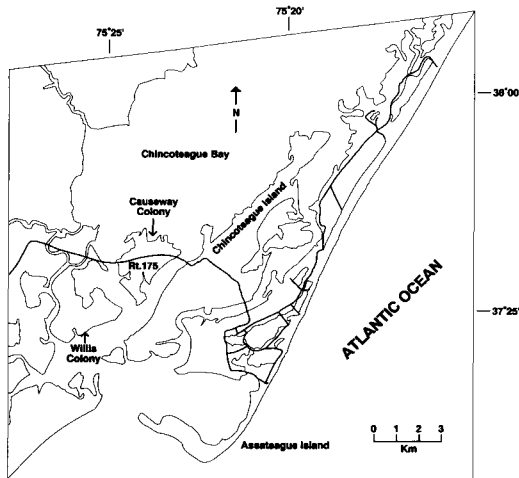 75°20'
75°25'
38°00'
N
Chincoteague Bay
Causeway
Colony
Chincoteague Island
Rt.175
37°25'
ATLANTIC OCEAN
Willis
Colony
Assateague Island
0 1 2 3
Km